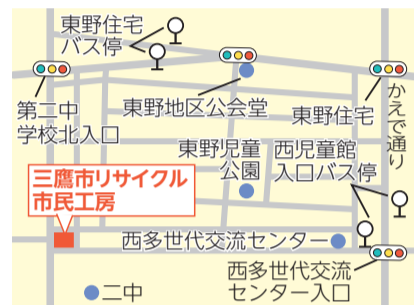 東野住宅
バス停
東野地区公会堂
東野住宅
かえで通り
第二中
学校北入口
東野児童
公園
西児童館
入口バス停
三鷹市リサイクル
市民工房
西多世代交流センター
西多世代交流
センター入口
二中